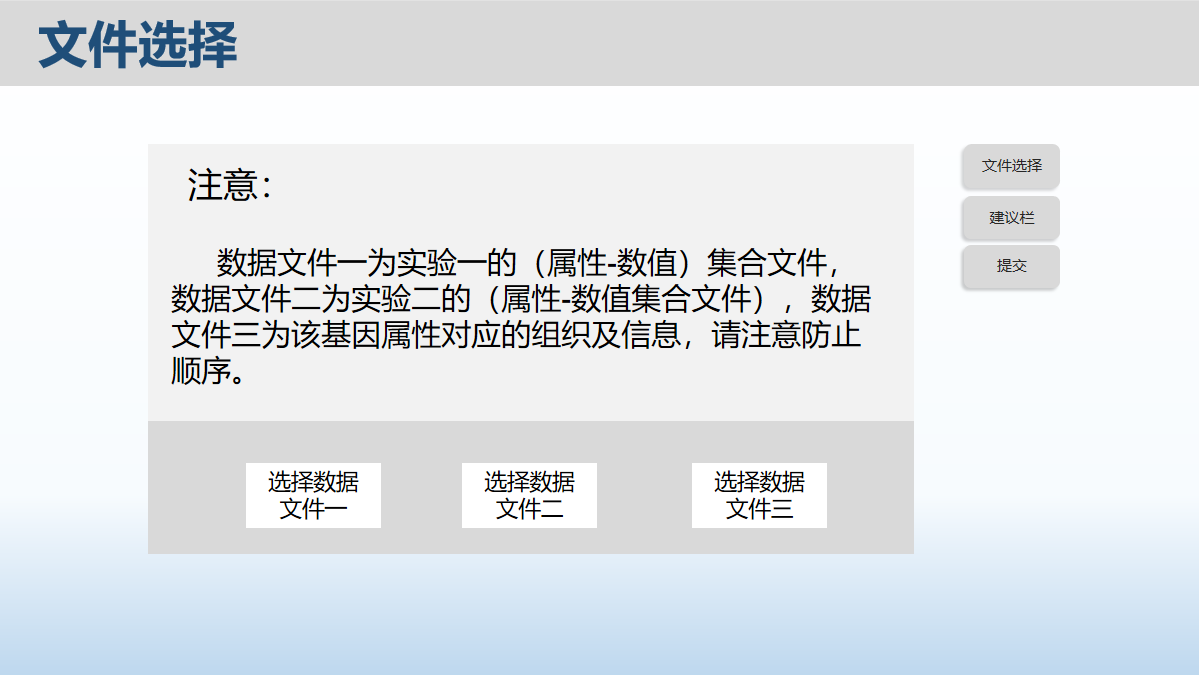 文件选择
注意：
数据文件一为实验一的（属性-数值）集合文件，
数据文件二为实验二的（属性-数值集合文件），数据
文件三为该基因属性对应的组织及信息，请注意防止
顺序。
选择数据
文件一
选择数据
文件二
选择数据
文件三
文件选择
建议栏
提交